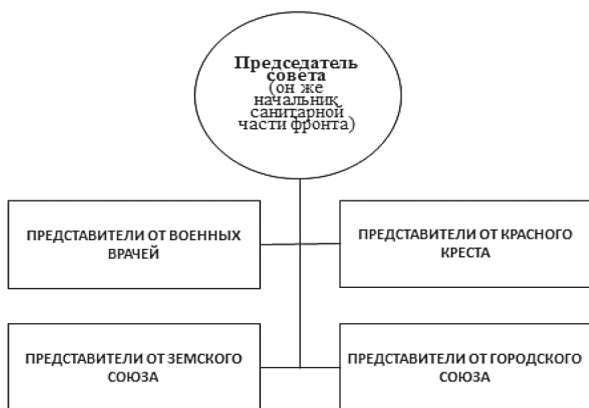 Председатель
совета
(он же
начальник
санитарной
части фронта)
ПРЕДСТАВИТЕЛИ ОТ ВОЕННЫХ
ВРАЧЕЙ
ПРЕДСТАВИТЕЛИ ОТ КРАСНОГО
КРЕСТА
ПРЕДСТАВИТЕЛИ ОТ ЗЕМСКОГО
СОЮЗА
ПРЕДСТАВИТЕЛИ ОТ ГОРОДСКОГО
СОЮЗА